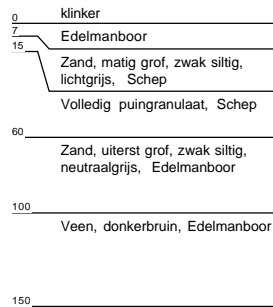 klinker
0
7
Edelmanboor
15
Zand, matig grof, zwak siltig,
lichtgrijs, Schep
Volledig puingranulaat, Schep
60
Zand, uiterst grof, zwak siltig,
neutraalgrijs, Edelmanboor
100
Veen, donkerbruin, Edelmanboor
150